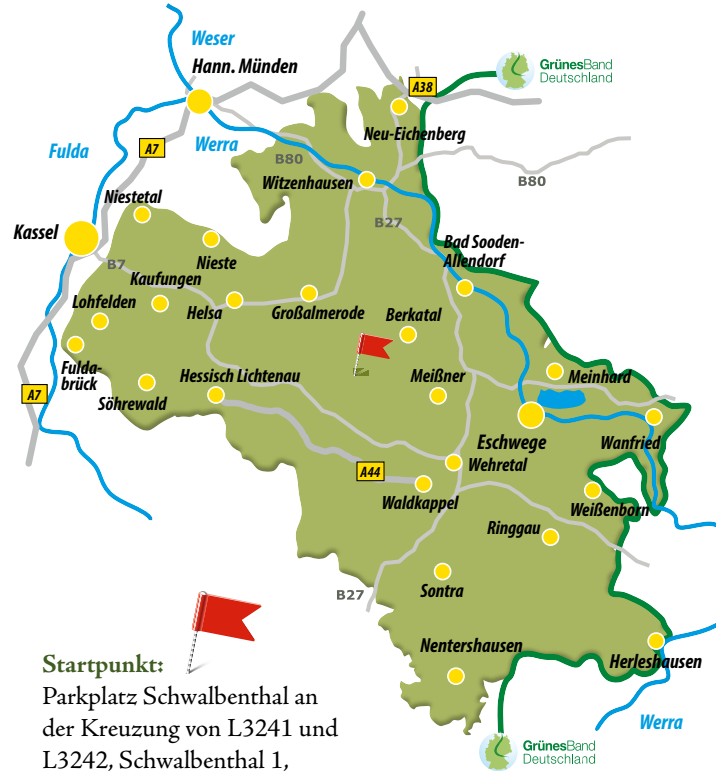 Weser
Hann. Münden
A38
GrünesBand
Deutschland
Neu-Eichenberg
Fulda
A7
Werra
B80
B80
Witzenhausen
Niestetal
B27
Kassel
Bad Sooden-
Allendorf
Nieste
B7
Kaufungen
Lohfelden
Helsa
Großalmerode
Berkatal
Fulda-
brück
Hessisch Lichtenau
Meißner
Meinhard
A7
Söhrewald
Eschwege
Wanfried
Wehretal
A44
Waldkappel
Weißenborn
Ringgau
Sontra
B27
Nentershausen
Herleshausen
Werra
GrünesBand
Deutschland
Startpunkt:
Parkplatz Schwalbenthal an
der Kreuzung von L3241 und
L3242, Schwalbenthal 1,